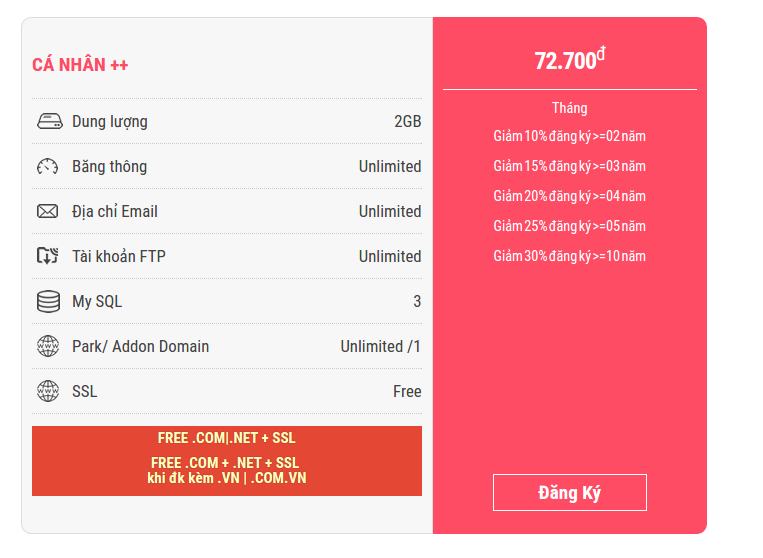 CÁ NHÂN ++
Dung lượng 2GB
Băng thông Unlimited
Địa chỉ Email Unlimited
Tài khoản FTP Unlimited
My SQL 3
Park/ Addon Domain Unlimited /1
SSL Free
FREE .COM|.NET + SSL
FREE .COM + .NET + SSL
khi đk kèm .VN | .COM.VN
72.700đ
Tháng
Giảm 10% đăng ký >=02 năm
Giảm 15% đăng ký >=03 năm
Giảm 20% đăng ký >=04 năm
Giảm 25% đăng ký >=05 năm
Giảm 30% đăng ký >=10 năm
Đăng Ký